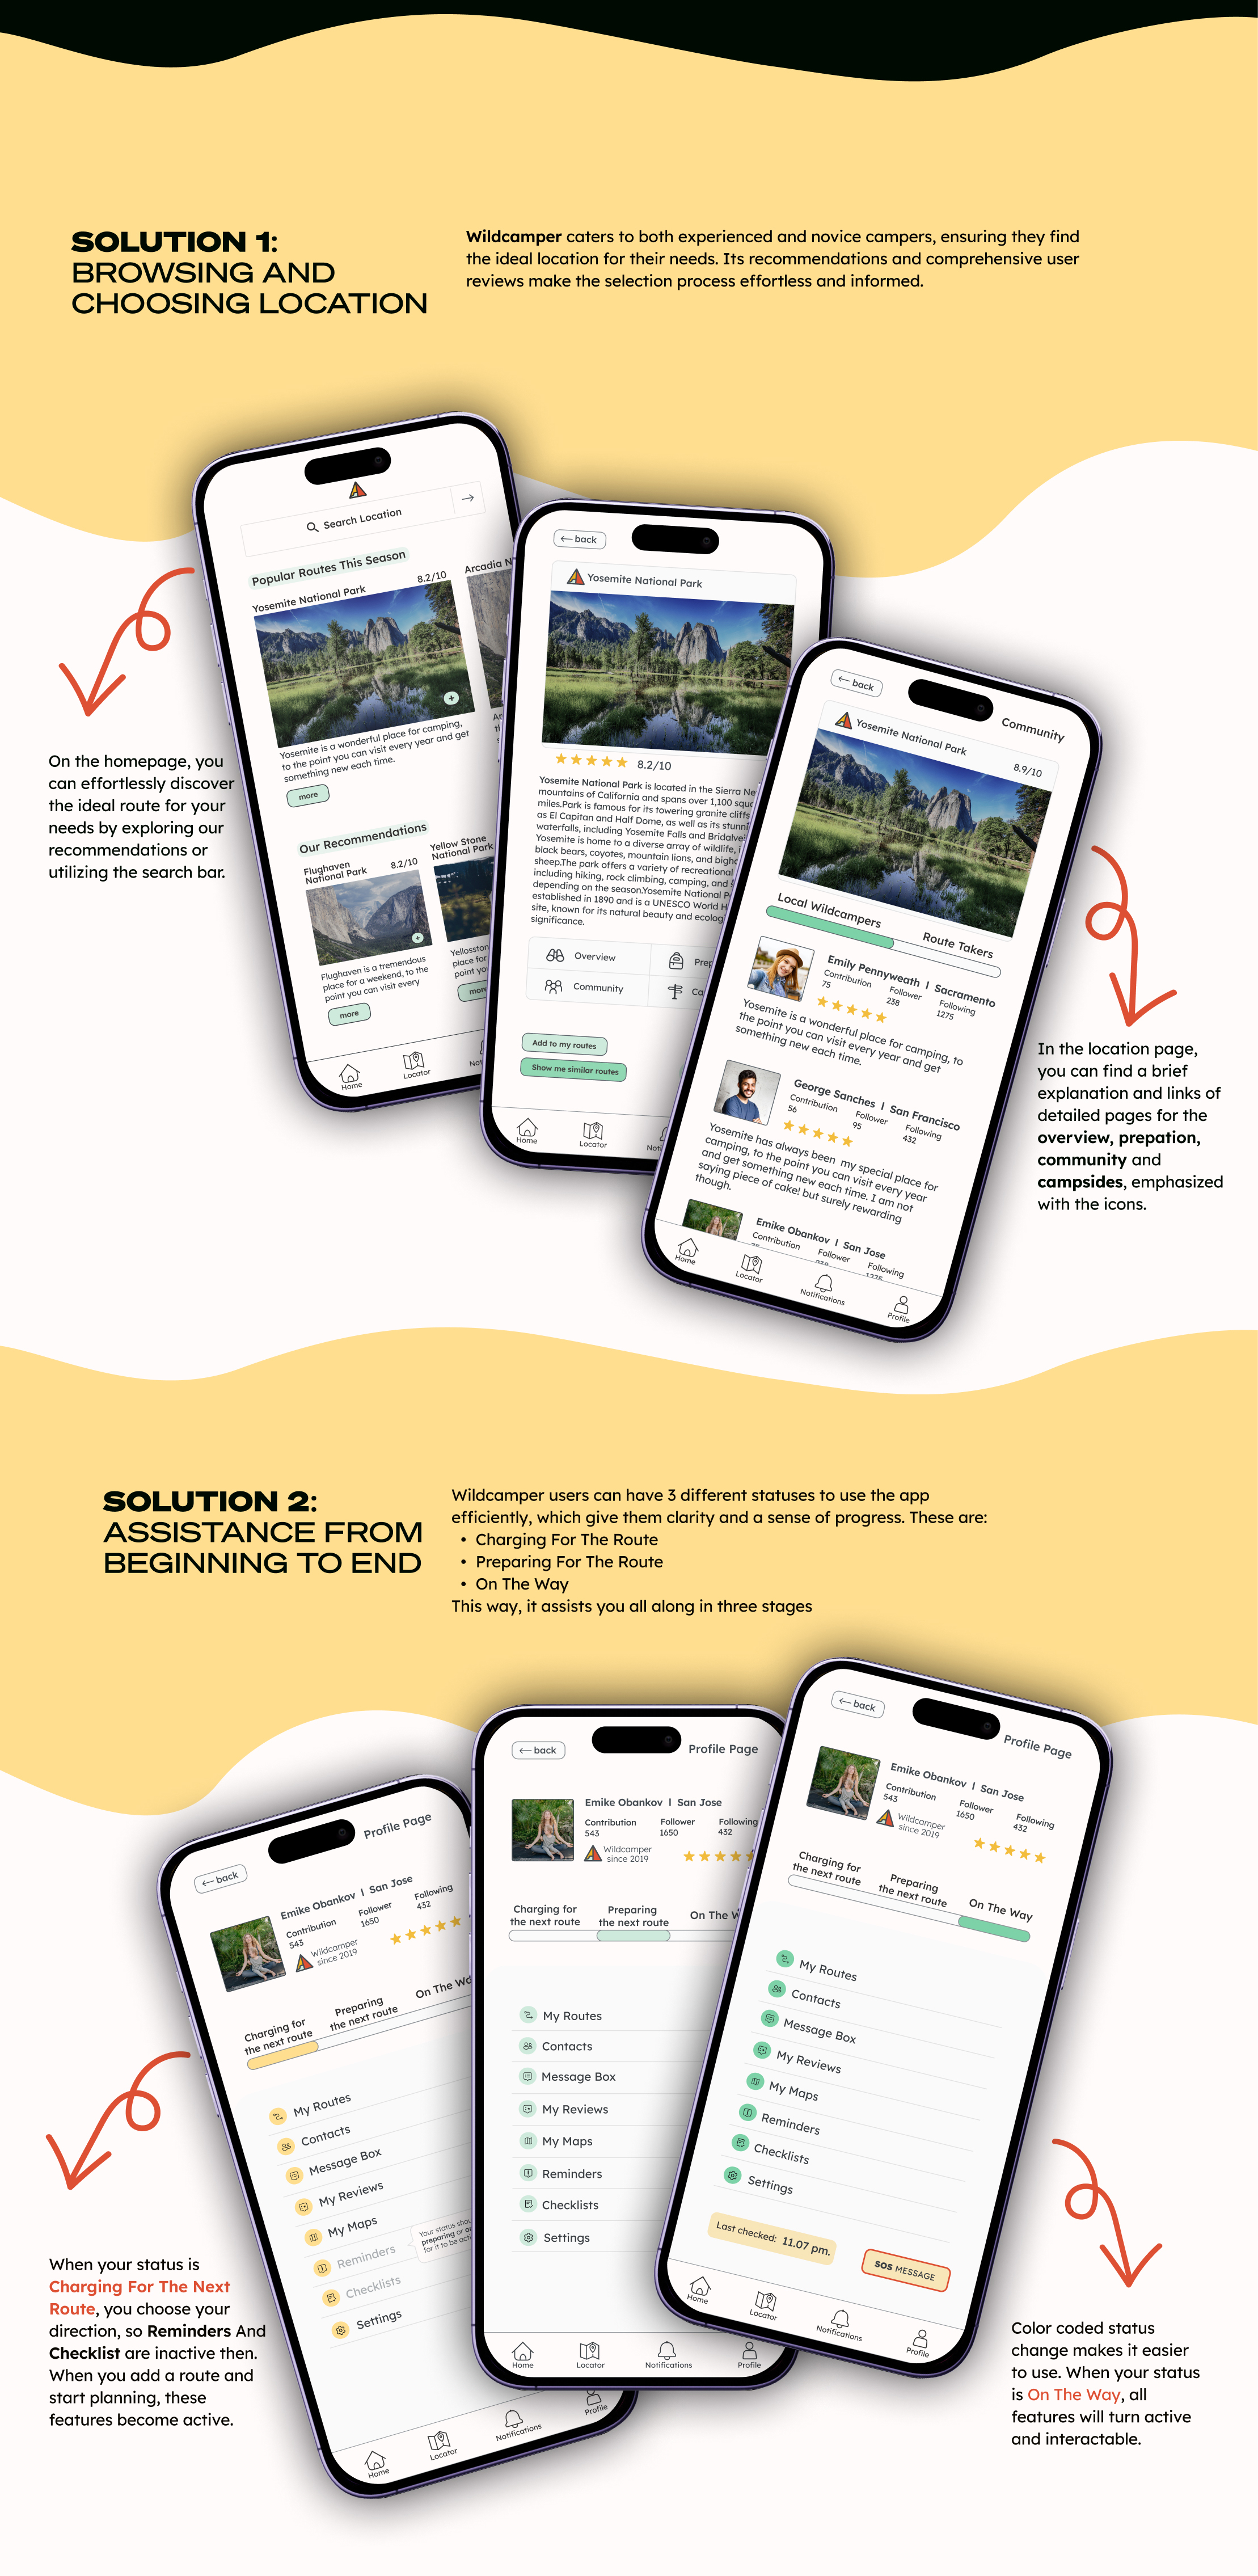 SOLUTION 1:
BROWSING AND
CHOOSING LOCATION
Wildcamper caters to both experienced and novice campers, ensuring they find
the ideal location for their needs. Its recommendations and comprehensive user
reviews make the selection process effortless and informed.
Search Location
Popular Routes This Season
Yosemite National Park
8.2/10
Arcadia N
Yosemite is a wonderful place for camping,
to the point you can visit every year and get
something new each time.
more
Our Recommendations
Flughaven
National Park
8.2/10
Yellow Stone
National Park
Flughaven is a tremendous
place for a weekend, to the
point you can visit every
more
Yellosston
place for
point you
more
Home
Locator
On the homepage, you
can effortlessly discover
the ideal route for your
needs by exploring our
recommendations or
utilizing the search bar.
back
Yosemite National Park
8.2/10
Yosemite National Park is located in the Sierra Ne
mountains of California and spans over 1,100 squa
miles.Park is famous for its towering granite cliffs
as El Capitan and Half Dome, as well as its stunni
waterfalls, including Yosemite Falls and Bridalve
Yosemite is home to a diverse array of wildlife, i
black bears, coyotes, mountain lions, and bigho
sheep.The park offers a variety of recreational
including hiking, rock climbing, camping, and
depending on the season.Yosemite National P
established in 1890 and is a UNESCO World H
site, known for its natural beauty and ecolog
significance.
Overview
Prep
Community
Ca
Add to my routes
Show me similar routes
Home
Locator
Noti
back
Community
Yosemite National Park
8.9/10
Local Wildcampers
Route Takers
Emily Pennyweath | Sacramento
Contribution
Follower
Following
75
238
1275
Yosemite is a wonderful place for camping, to
the point you can visit every year and get
something new each time.
George Sanches | San Francisco
Contribution
Follower
Following
56
95
432
Yosemite has always been my special place for
camping, to the point you can visit every year
and get something new each time. I am not
saying piece of cake! but surely rewarding
though.
Emike Obankov | San Jose
Contribution
Follower
Following
Home
Locator
Notifications
Profile
In the location page,
you can find a brief
explanation and links of
detailed pages for the
overview, prepation,
community and
campsides, emphasized
with the icons.
SOLUTION 2:
ASSISTANCE FROM
BEGINNING TO END
Wildcamper users can have 3 different statuses to use the app
efficiently, which give them clarity and a sense of progress. These are:
• Charging For The Route
• Preparing For The Route
• On The Way
This way, it assists you all along in three stages
back
Profile Page
Emike Obankov | San Jose
Contribution
Follower
Following
543
1650
432
Wildcamper
since 2019
Charging for
the next route
Preparing
the next route
On The Wa
My Routes
Contacts
Message Box
My Reviews
My Maps
Reminders
Your status shou
preparing or
for it to be acti
Checklists
Settings
Home
Locator
Notifications
Profile
back
Profile Page
Emike Obankov | San Jose
Contribution
Follower
Following
543
1650
432
Wildcamper
since 2019
Charging for
the next route
Preparing
the next route
On The W
My Routes
Contacts
Message Box
My Reviews
My Maps
Reminders
Checklists
Settings
Home
Locator
Notifications
Profile
back
Profile Page
Emike Obankov | San Jose
Contribution
Follower
Following
543
1650
432
Wildcamper
since 2019
Charging for
the next route
Preparing
the next route
On The Way
My Routes
Contacts
Message Box
My Reviews
My Maps
Reminders
Checklists
Settings
Last checked: 11.07 pm.
SOS MESSAGE
Home
Locator
Notifications
Profile
When your status is
Charging For The Next
Route, you choose your
direction, so Reminders And
Checklist are inactive then.
When you add a route and
start planning, these
features become active.
Color coded status
change makes it easier
to use. When your status
is On The Way, all
features will turn active
and interactable.